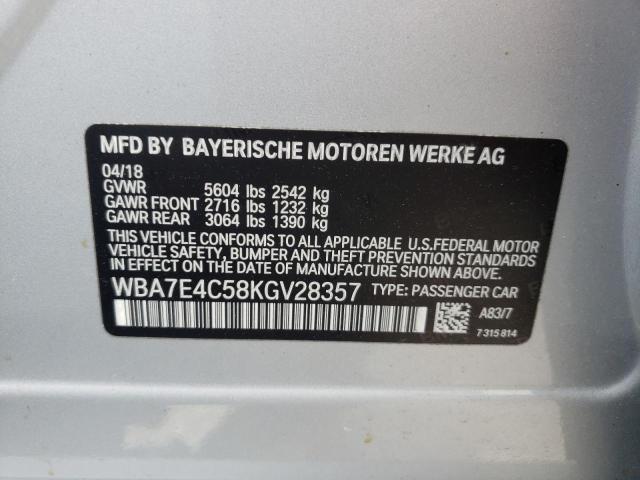 MFD BY BAYERISCHE MOTOREN WERKE AG
04/18
GVWR 5604 lbs 2542 kg
GAWR FRONT 2716 lbs 1232 kg
GAWR REAR 3064 lbs 1390 kg
THIS VEHICLE CONFORMS TO ALL APPLICABLE U.S.FEDERAL MOTOR
VEHICLE SAFETY, BUMPER AND THEFT PREVENTION STANDARDS
IN EFFECT ON THE DATE OF MANUFACTURE SHOWN ABOVE.
WBA7E4C58KGV28357 TYPE: PASSENGER CAR
A83/7
7 315 814